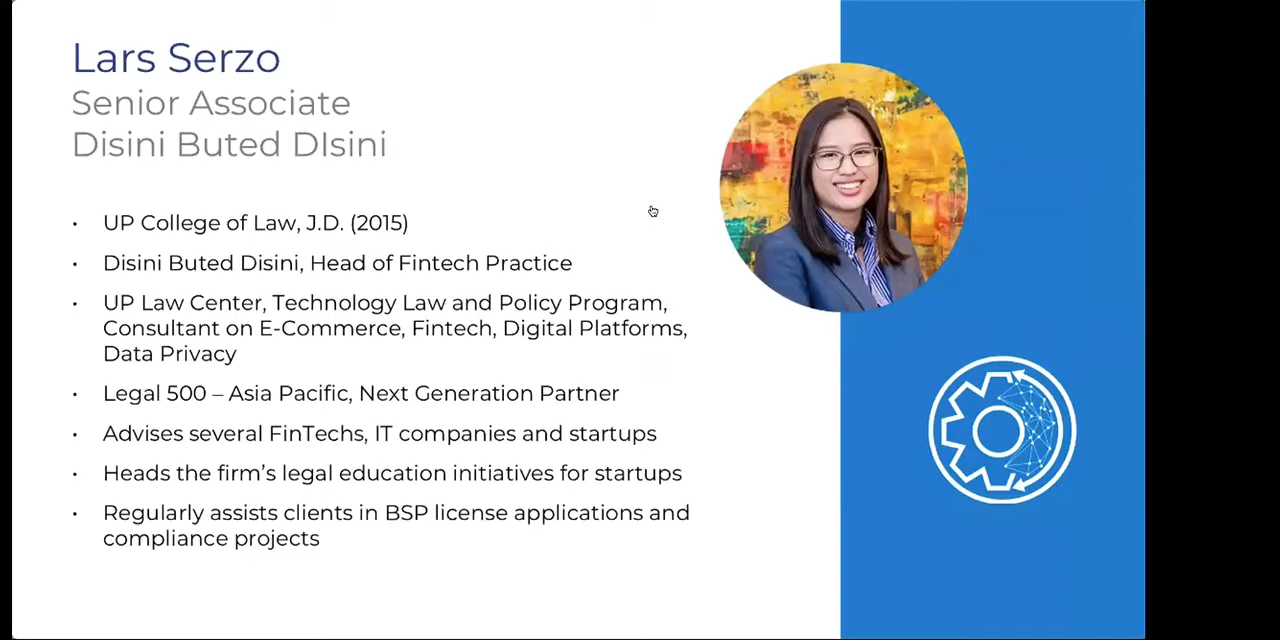 Lars Serzo
Senior Associate
Disini Buted DIsini
• UP College of Law, J.D. (2015)
• Disini Buted Disini, Head of Fintech Practice
• UP Law Center, Technology Law and Policy Program,
Consultant on E-Commerce, Fintech, Digital Platforms,
Data Privacy
• Legal 500 – Asia Pacific, Next Generation Partner
• Advises several FinTechs, IT companies and startups
• Heads the firm’s legal education initiatives for startups
• Regularly assists clients in BSP license applications and
compliance projects